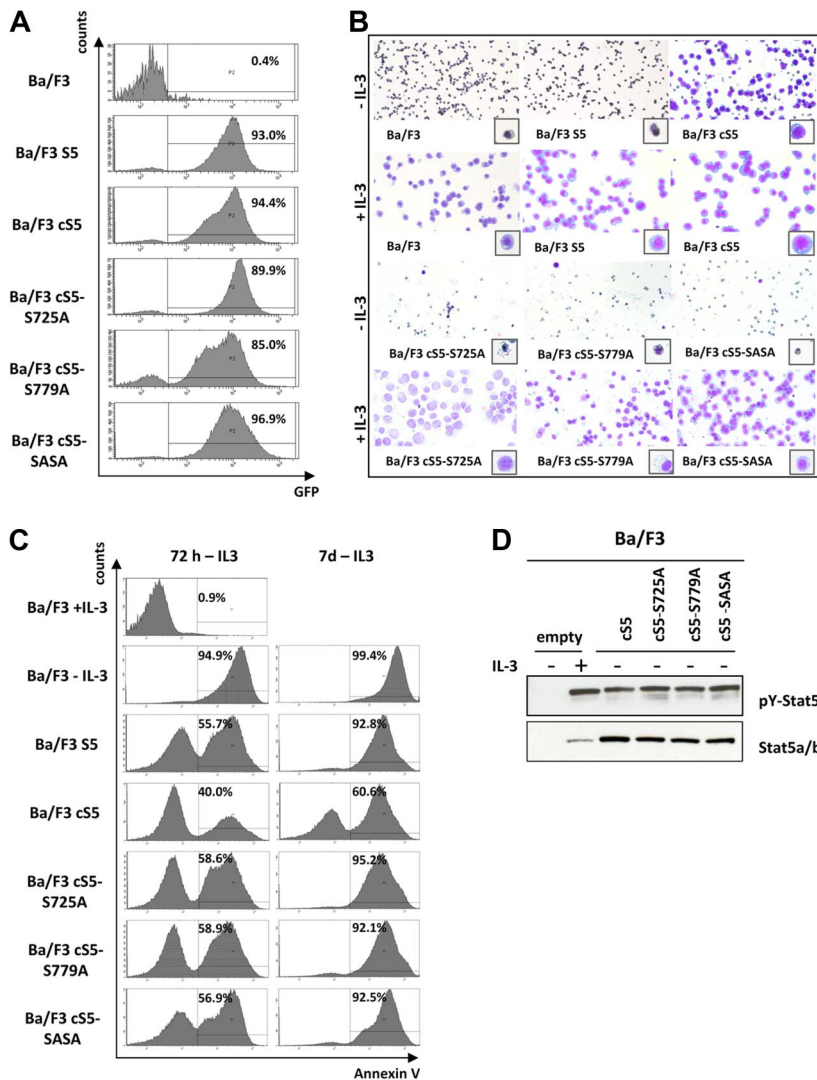 A
counts
Ba/F3
0.4%
P2
Ba/F3 S5
93.0%
P2
Ba/F3 cS5
94.4%
P2
Ba/F3 cS5-
S725A
89.9%
P2
Ba/F3 cS5-
S779A
85.0%
P2
Ba/F3 cS5-
SASA
96.9%
P2
GFP
B
- IL-3
Ba/F3
Ba/F3 S5
Ba/F3 cS5
+ IL-3
Ba/F3
Ba/F3 S5
Ba/F3 cS5
- IL-3
Ba/F3 cS5-S725A
Ba/F3 cS5-S779A
Ba/F3 cS5-SASA
+ IL-3
Ba/F3 cS5-S725A
Ba/F3 cS5-S779A
Ba/F3 cS5-SASA
C
counts
72 h – IL3
7d – IL3
Ba/F3 +IL-3
0.9%
Ba/F3 - IL-3
94.9%
99.4%
Ba/F3 S5
55.7%
92.8%
Ba/F3 cS5
40.0%
60.6%
Ba/F3 cS5-
S725A
58.6%
95.2%
Ba/F3 cS5-
S779A
58.9%
92.1%
Ba/F3 cS5-
SASA
56.9%
92.5%
Annexin V
D
Ba/F3
empty
cS5
cS5-S725A
cS5-S779A
cS5 -SASA
IL-3
- + - - - -
pY-Stat5
Stat5a/b